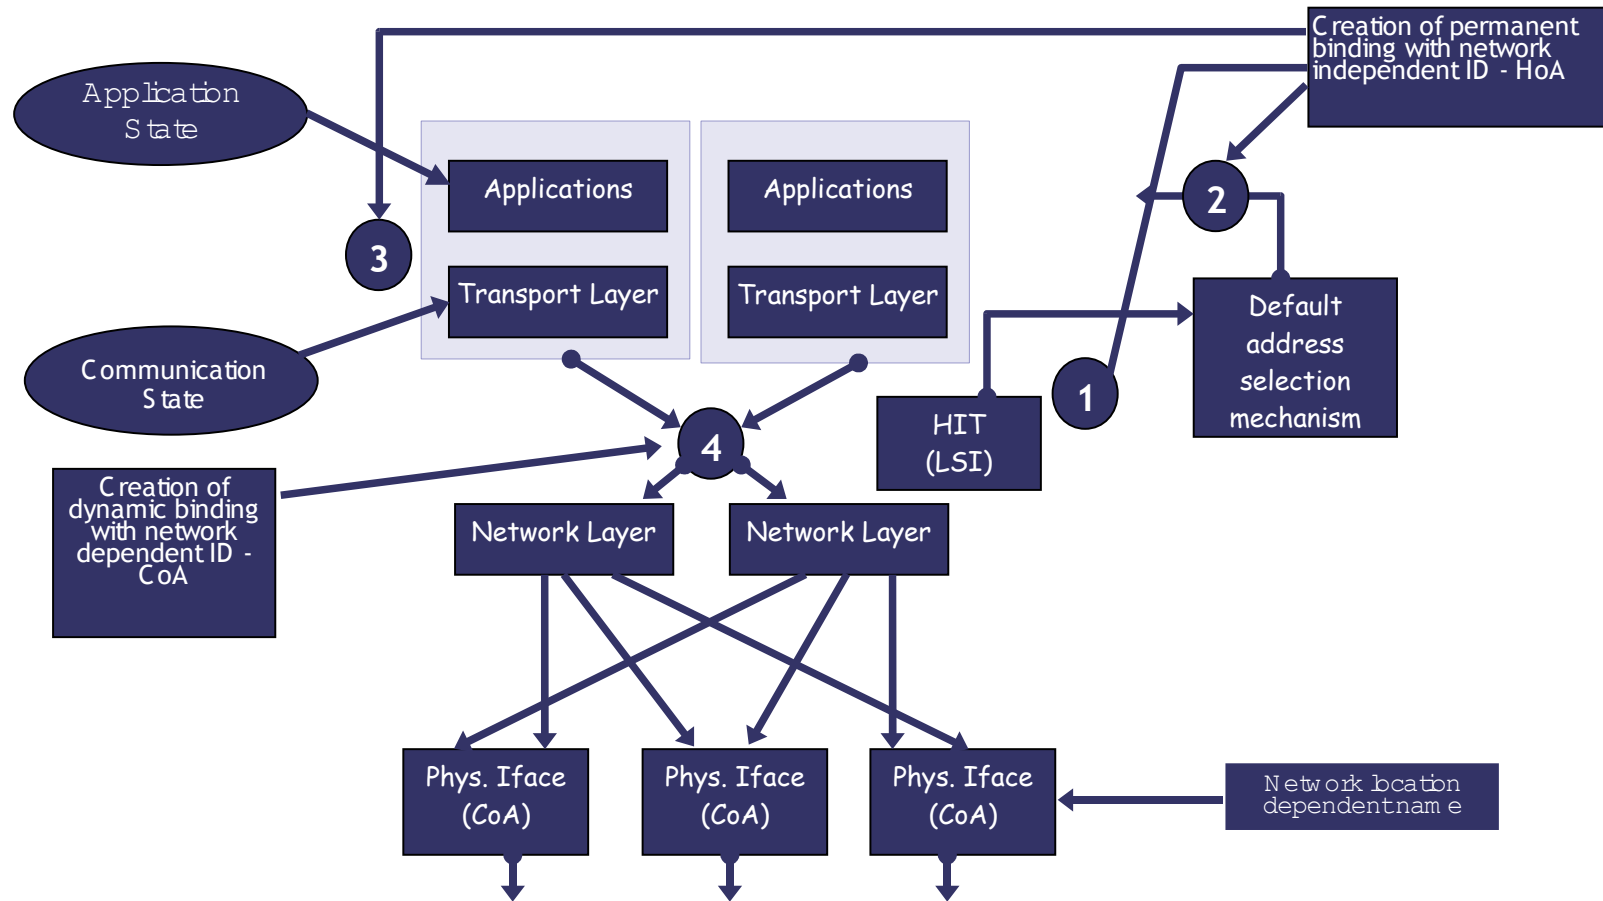 Creation of permanent
binding with network
independent ID - HoA
Application
State
Applications
Applications
2
3
Transport Layer
Transport Layer
Default
address
selection
mechanism
Communication
State
1
HIT
(LSI)
4
Creation of
dynamic binding
with network
dependent ID -
CoA
Network Layer
Network Layer
Phys. Iface
(CoA)
Phys. Iface
(CoA)
Phys. Iface
(CoA)
Network location
dependent name